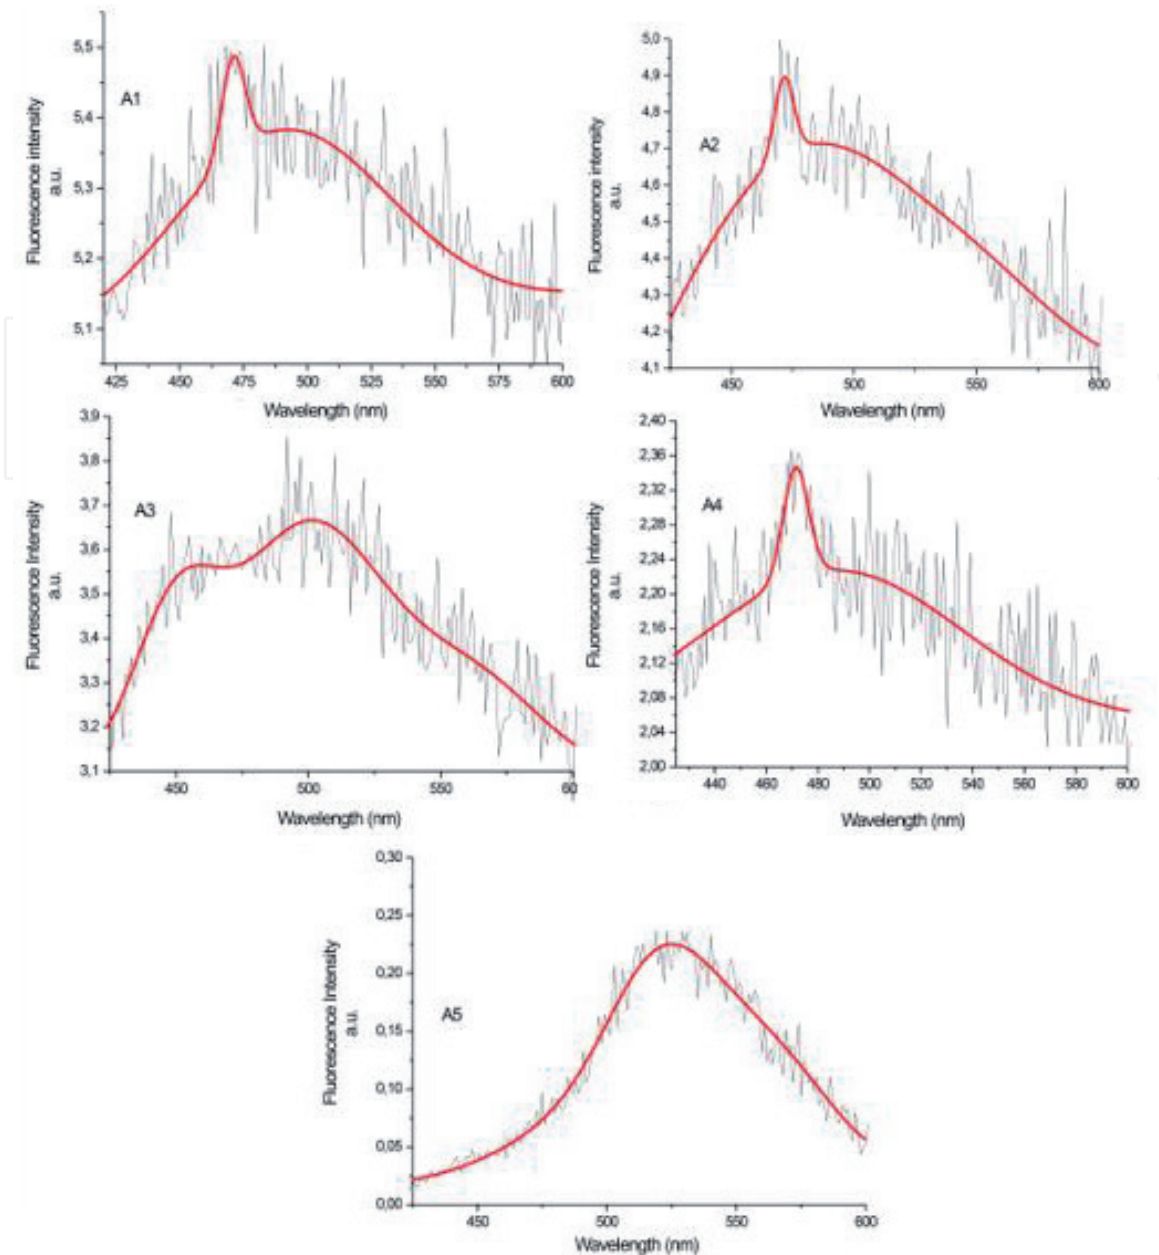 5,5
5,4
5,3
5,2
5,1
Fluorescence intensity
a.u.
A1
425 450 475 500 525 550 575 600
Wavelength (nm)
5,0
4,9
4,8
4,7
4,6
4,5
4,4
4,3
4,2
4,1
Fluorescence intensity
a.u.
A2
450 500 550 600
Wavelength (nm)
3,9
3,8
3,7
3,6
3,5
3,4
3,3
3,2
3,1
Fluorescence Intensity
a.u.
A3
450 500 550 600
Wavelength (nm)
2,40
2,36
2,32
2,28
2,24
2,20
2,16
2,12
2,08
2,04
2,00
Fluorescence Intensity
a.u.
A4
440 460 480 500 520 540 560 580 600
Wavelength (nm)
0,30
0,25
0,20
0,15
0,10
0,05
0,00
Fluorescence Intensity
a.u.
A5
450 500 550 600
Wavelength (nm)